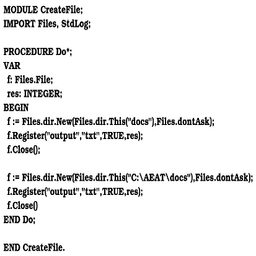 MODULE CreateFile;
IMPORT Files, StdLog;
PROCEDURE Do*;
VAR
f: Files.File;
res: INTEGER;
BEGIN
f := Files.dir.New(Files.dir.This("docs"),Files.dontAsk);
f.Register("output","txt",TRUE,res);
f.Close();
f := Files.dir.New(Files.dir.This("C:\AEAT\docs"),Files.dontAsk);
f.Register("output","txt",TRUE,res);
f.Close()
END Do;
END CreateFile.